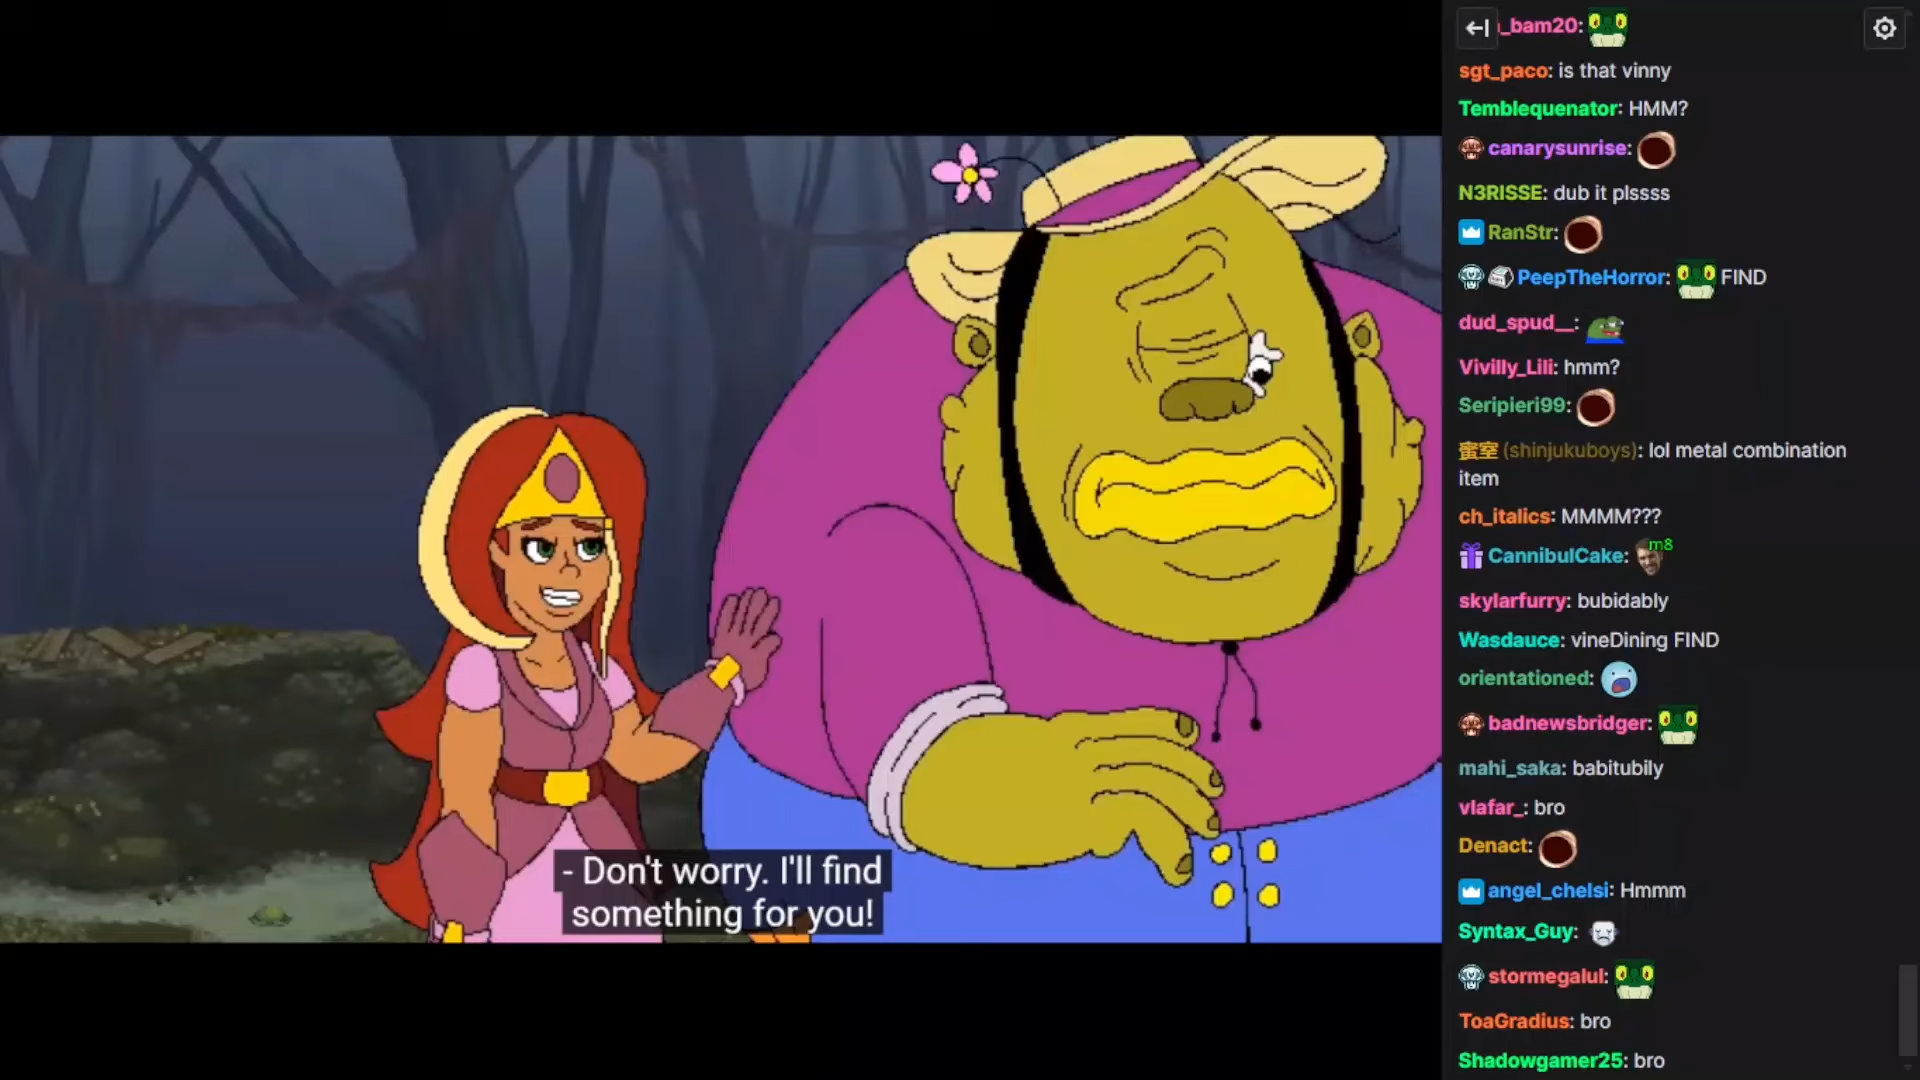 - Don't worry. I'll find
something for you!
_bam20:
sgt_paco: is that vinny
Temblequenator: HMM?
canarysunrise:
N3RISSE: dub it plssss
RanStr:
PeepTheHorror: FIND
dud_spud__:
Vivilly_Lili: hmm?
Seripieri99:
蜜室 (shinjukuboys): lol metal combination
item
ch_italics: MMMM???
CannibulCake: m8
skylarfurry: bubidably
Wasdauce: vineDining FIND
orientationed:
badnewsbridger:
mahi_saka: babitubily
vlafar_: bro
Denact:
angel_chelsi: Hmmm
Syntax_Guy:
stormegalul:
ToaGradius: bro
Shadowgamer25: bro